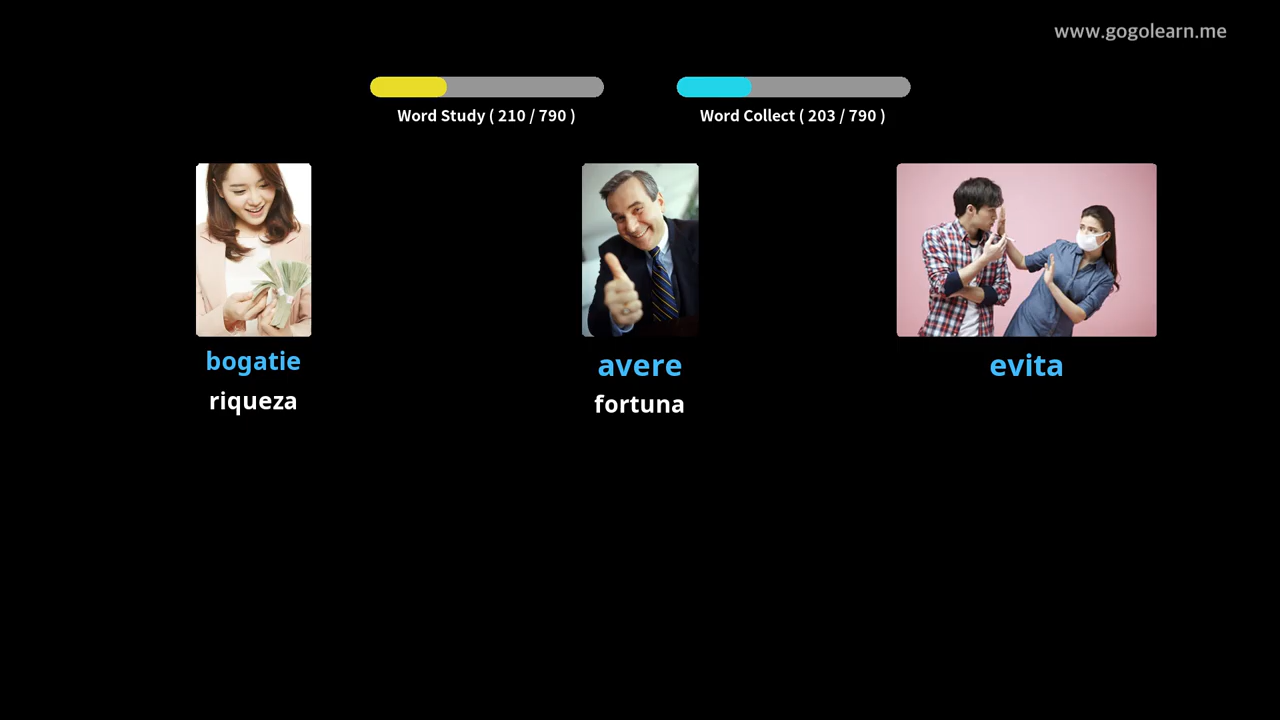 www.gogolearn.me
Word Study ( 210 / 790 )
Word Collect ( 203 / 790 )
bogatie
riqueza
avere
fortuna
evita